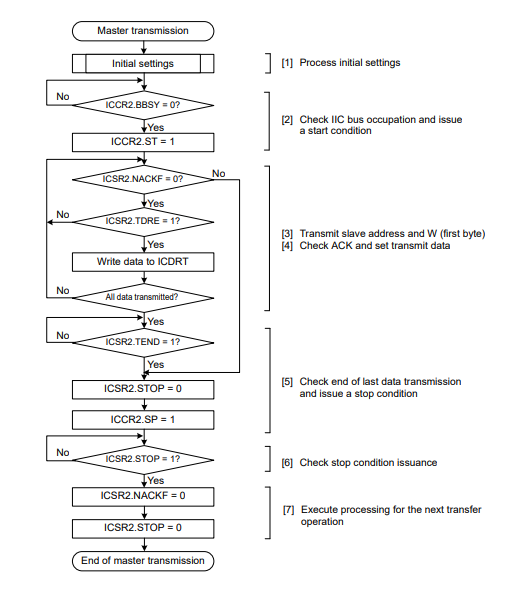 Master transmission
Initial settings
[1] Process initial settings
No
ICCR2.BBSY = 0?
Yes
[2] Check IIC bus occupation and issue
a start condition
ICCR2.ST = 1
ICSR2.NACKF = 0?
No
Yes
No
ICSR2.TDRE = 1?
Yes
[3] Transmit slave address and W (first byte)
[4] Check ACK and set transmit data
Write data to ICDRT
No
All data transmitted?
Yes
No
ICSR2.TEND = 1?
Yes
ICSR2.STOP = 0
[5] Check end of last data transmission
and issue a stop condition
ICCR2.SP = 1
No
ICSR2.STOP = 1?
[6] Check stop condition issuance
Yes
ICSR2.NACKF = 0
[7] Execute processing for the next transfer
operation
ICSR2.STOP = 0
End of master transmission